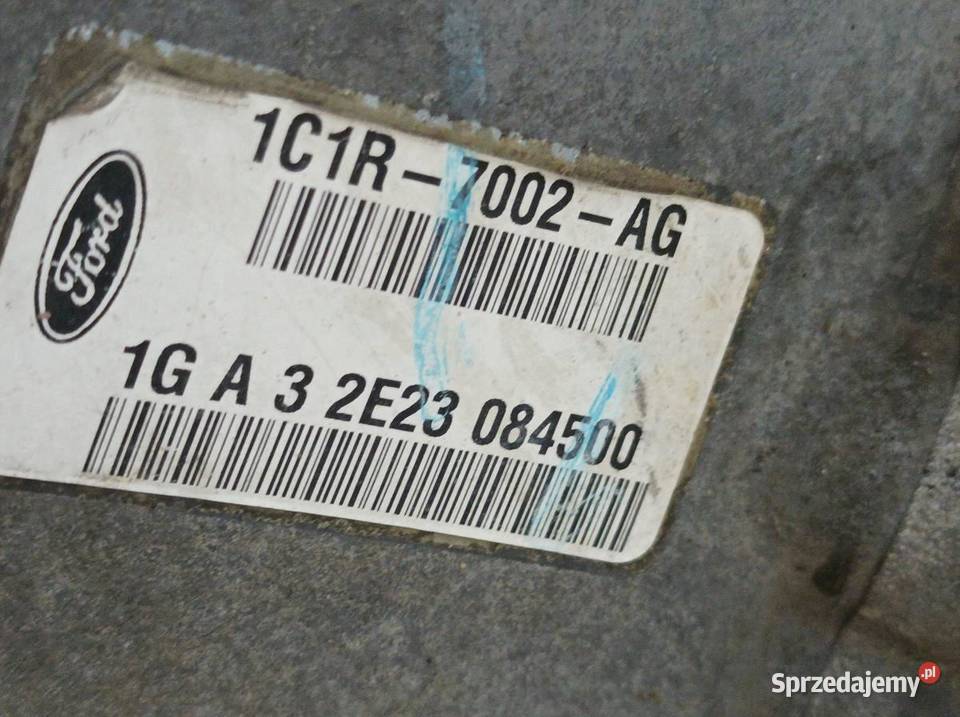 1C1R-7002-AG
Ford
1G A 3 2E23 084500
Sprzedajemy.pl